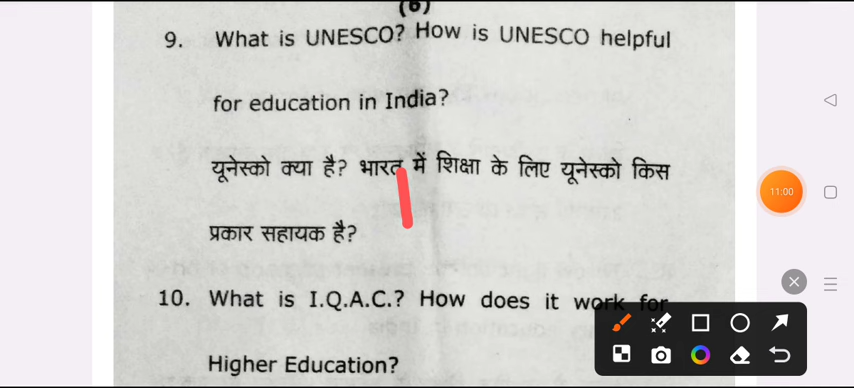 (6)
9. What is UNESCO? How is UNESCO helpful
for education in India?
यूनेस्को क्या है? भारत में शिक्षा के लिए यूनेस्को किस
प्रकार सहायक है?
11:00
10. What is I.Q.A.C.? How does it work for
Higher Education?